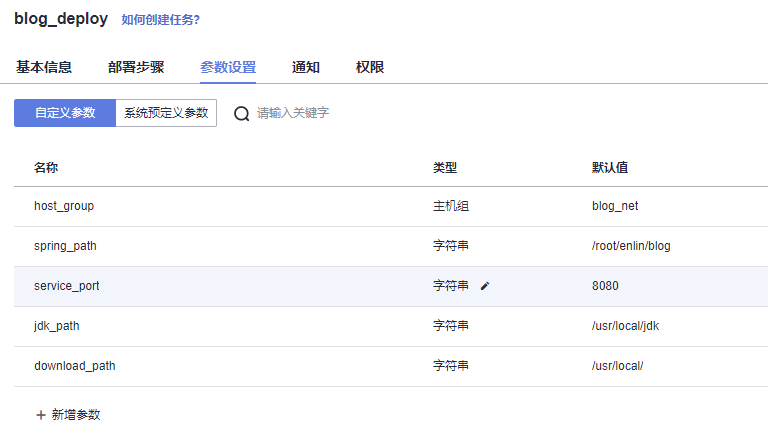 blog_deploy 如何创建任务?
基本信息 部署步骤 参数设置 通知 权限
自定义参数 系统预定义参数 请输入关键字
名称 类型 默认值
host_group 主机组 blog_net
spring_path 字符串 /root/enlin/blog
service_port 字符串 8080
jdk_path 字符串 /usr/local/jdk
download_path 字符串 /usr/local/
+ 新增参数